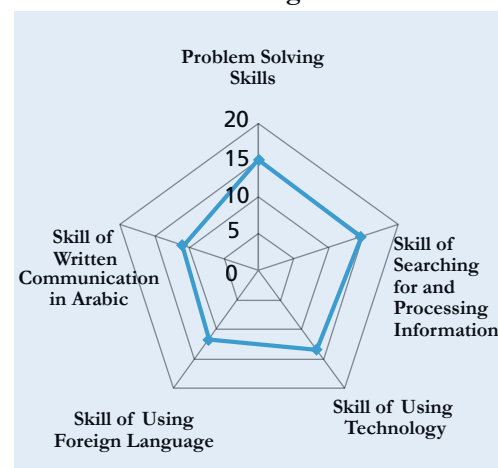 Problem Solving
Skills
20
15
10
5
0
Skill of
Written
Communication
in Arabic
Skill of
Searching
for and
Processing
Information
Skill of Using
Foreign Language
Skill of Using
Technology